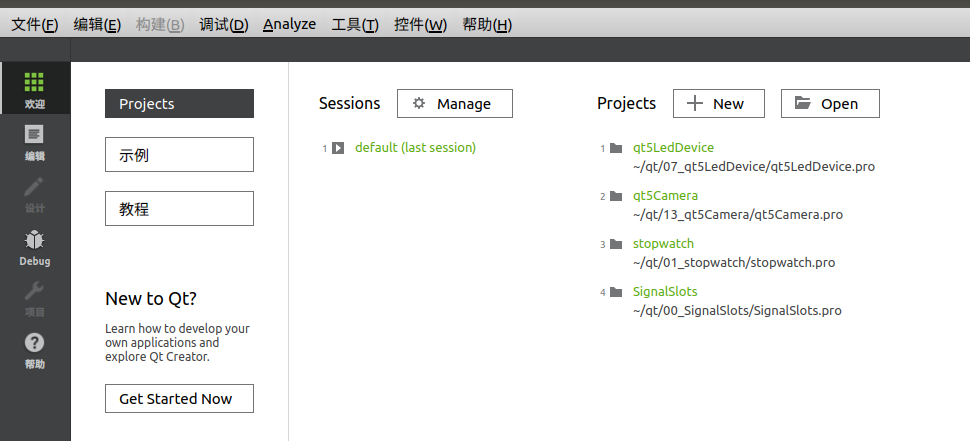 文件(F) 编辑(E) 构建(B) 调试(D) Analyze 工具(T) 控件(W) 帮助(H)
欢迎
编辑
设计
Debug
项目
帮助
Projects
示例
教程
New to Qt?
Learn how to develop your
own applications and
explore Qt Creator.
Get Started Now
Sessions Manage
1 default (last session)
Projects New Open
1 qt5LedDevice
~/qt/07_qt5LedDevice/qt5LedDevice.pro
2 qt5Camera
~/qt/13_qt5Camera/qt5Camera.pro
3 stopwatch
~/qt/01_stopwatch/stopwatch.pro
4 SignalSlots
~/qt/00_SignalSlots/SignalSlots.pro